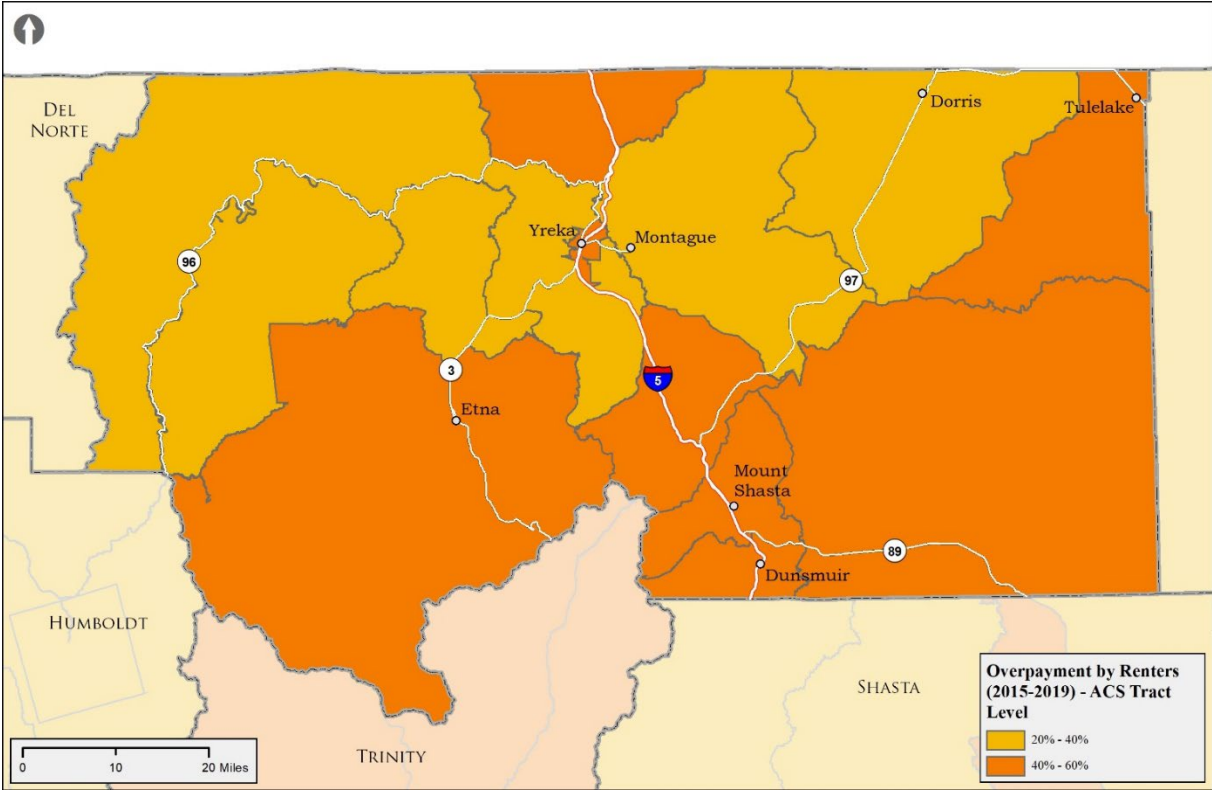 DEL
NORTE
Dorris
Tulelake
Yreka
Montague
96
97
3
5
Etna
Mount
Shasta
89
Dunsmuir
HUMBOLDT
SHASTA
TRINITY
0 10 20 Miles
Overpayment by Renters
(2015-2019) - ACS Tract
Level
20% - 40%
40% - 60%